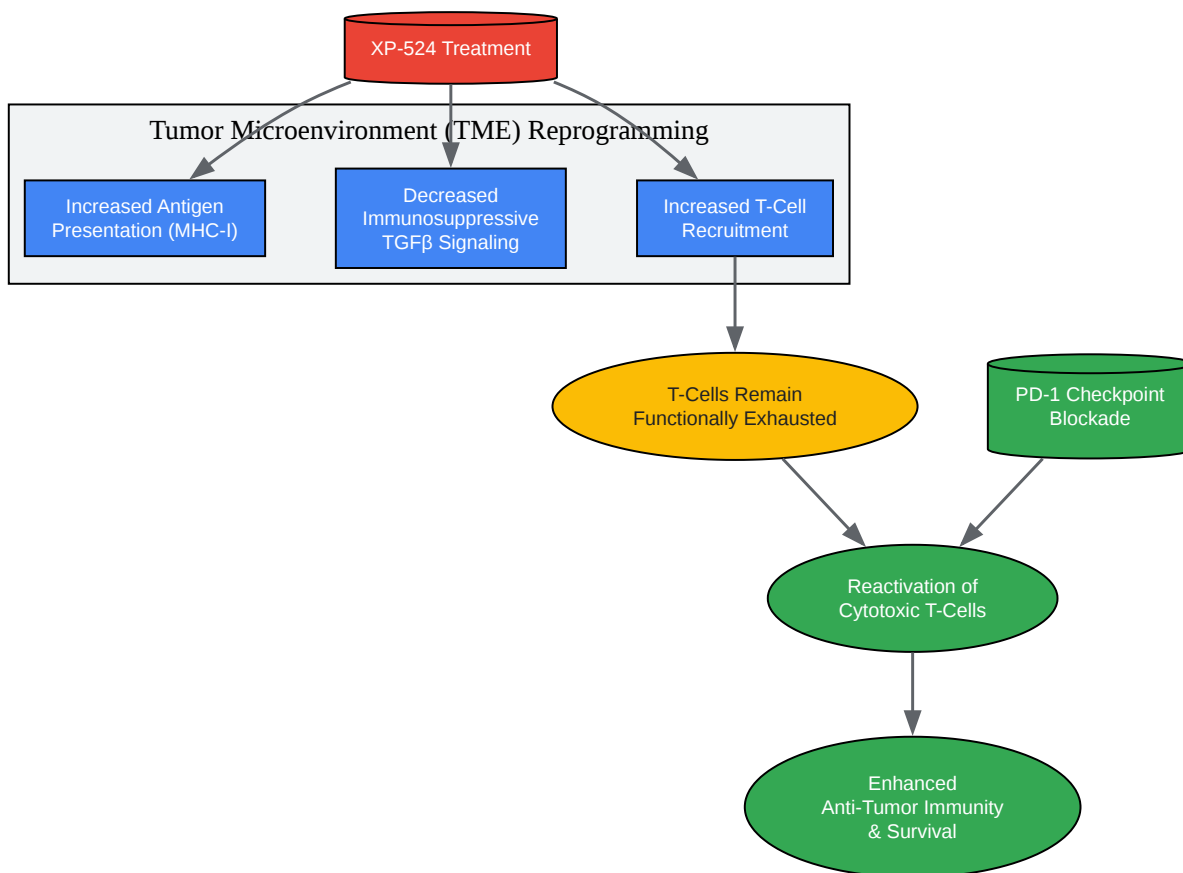 XP-524 Treatment
Tumor Microenvironment (TME) Reprogramming
Increased Antigen
Presentation (MHC-I)
Decreased
Immunosuppressive
TGFβ Signaling
Increased T-Cell
Recruitment
T-Cells Remain
Functionally Exhausted
PD-1 Checkpoint
Blockade
Reactivation of
Cytotoxic T-Cells
Enhanced
Anti-Tumor Immunity
& Survival